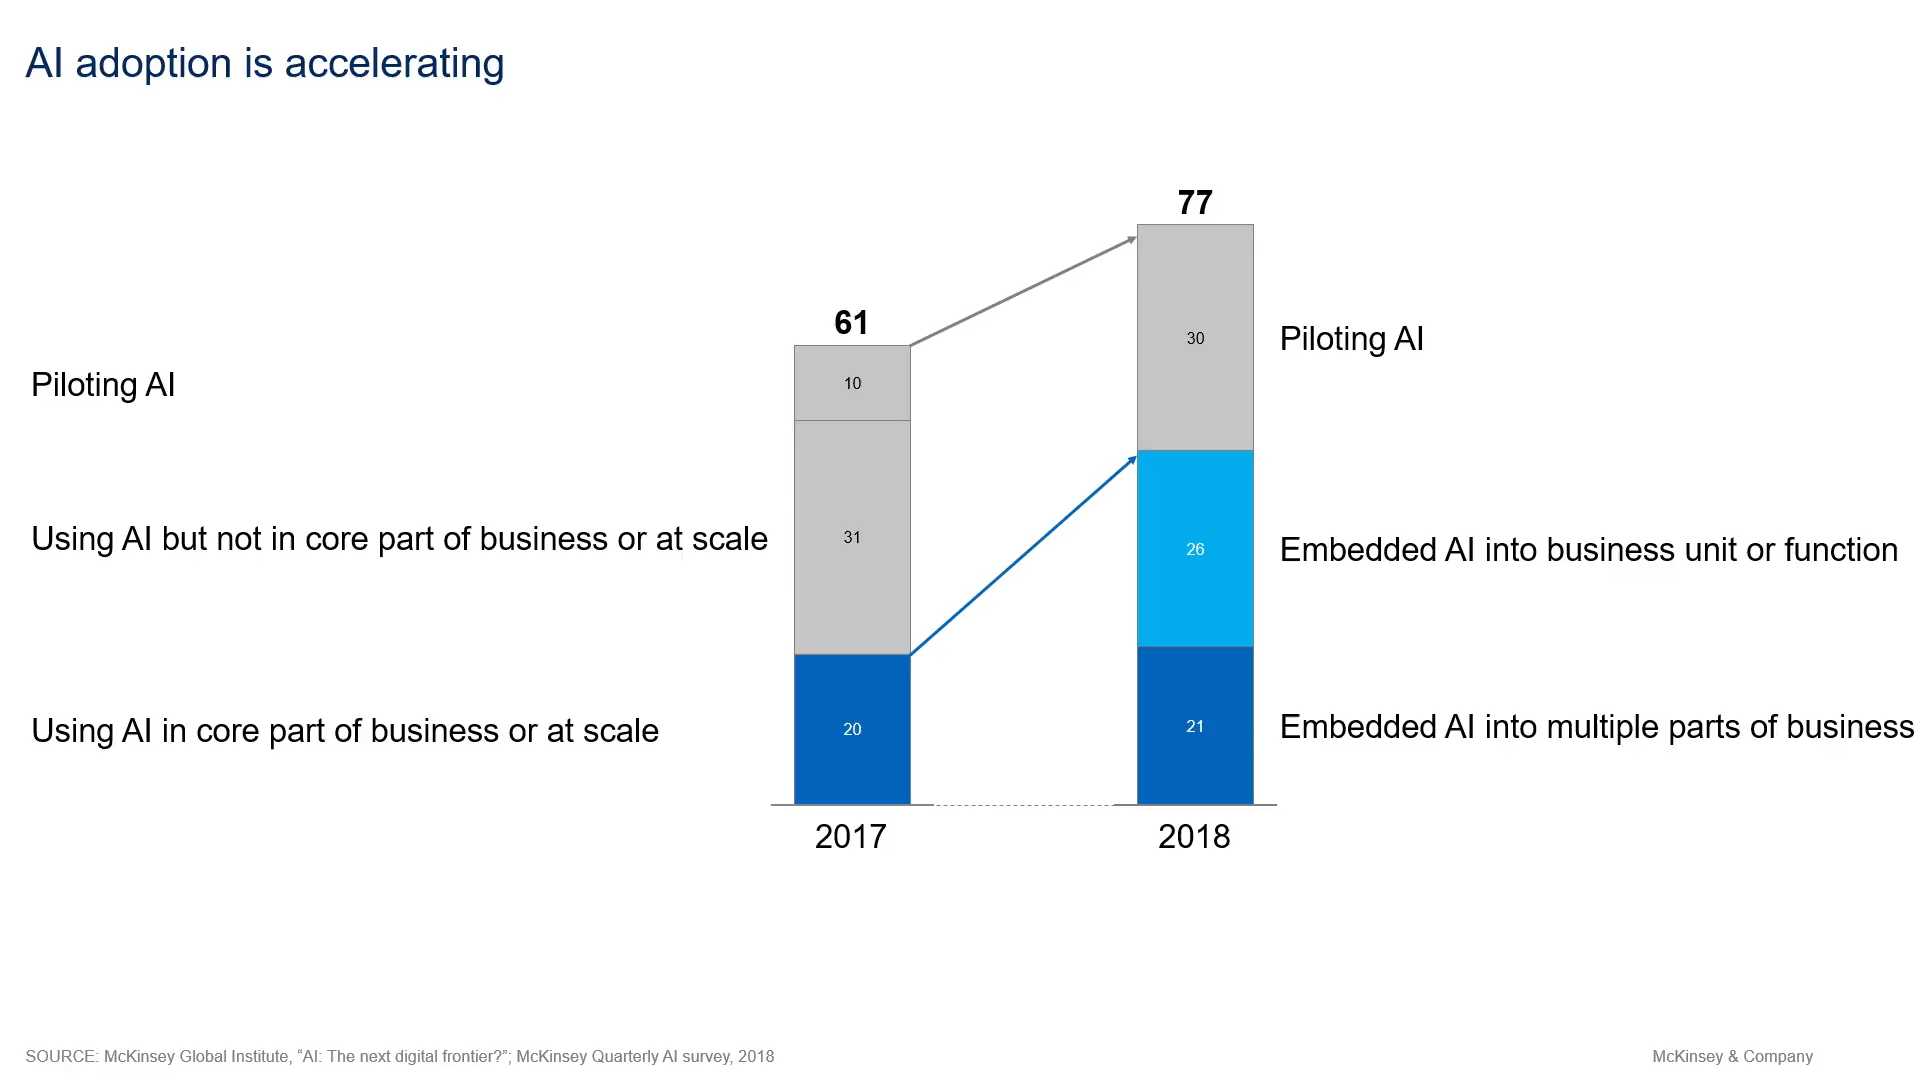 AI adoption is accelerating
77
61
30
Piloting AI
Piloting AI
10
Using AI but not in core part of business or at scale
31
26
Embedded AI into business unit or function
Using AI in core part of business or at scale
20
21
Embedded AI into multiple parts of business
2017
2018
SOURCE: McKinsey Global Institute, “AI: The next digital frontier?”; McKinsey Quarterly AI survey, 2018
McKinsey & Company